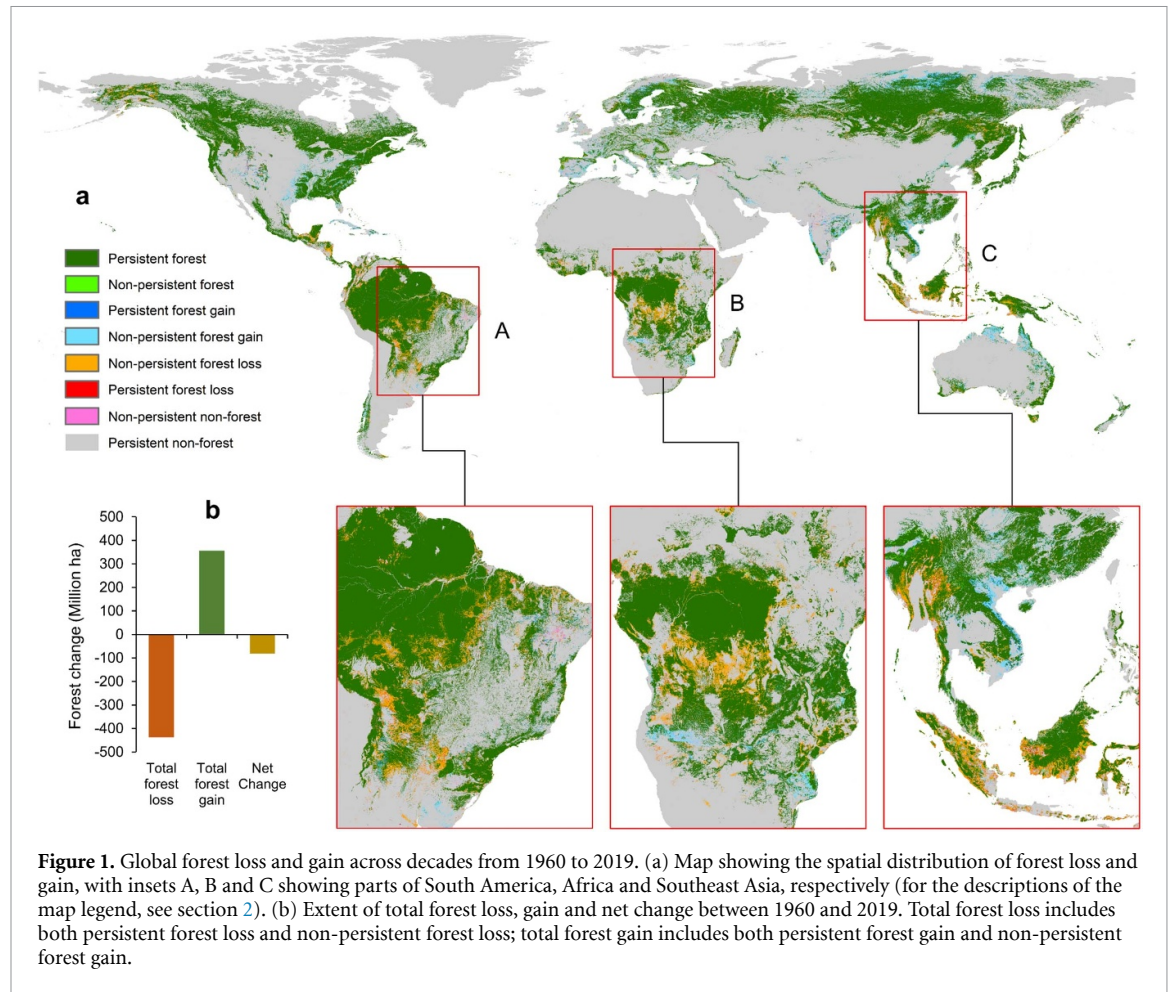 a
Persistent forest
Non-persistent forest
Persistent forest gain
Non-persistent forest gain
Non-persistent forest loss
Persistent forest loss
Non-persistent non-forest
Persistent non-forest
A
B
C
b
Forest change (Million ha)
500
400
300
200
100
0
-100
-200
-300
-400
-500
Total
forest
loss
Total
forest
gain
Net
Change
Figure 1. Global forest loss and gain across decades from 1960 to 2019. (a) Map showing the spatial distribution of forest loss and
gain, with insets A, B and C showing parts of South America, Africa and Southeast Asia, respectively (for the descriptions of the
map legend, see section 2). (b) Extent of total forest loss, gain and net change between 1960 and 2019. Total forest loss includes
both persistent forest loss and non-persistent forest loss; total forest gain includes both persistent forest gain and non-persistent
forest gain.